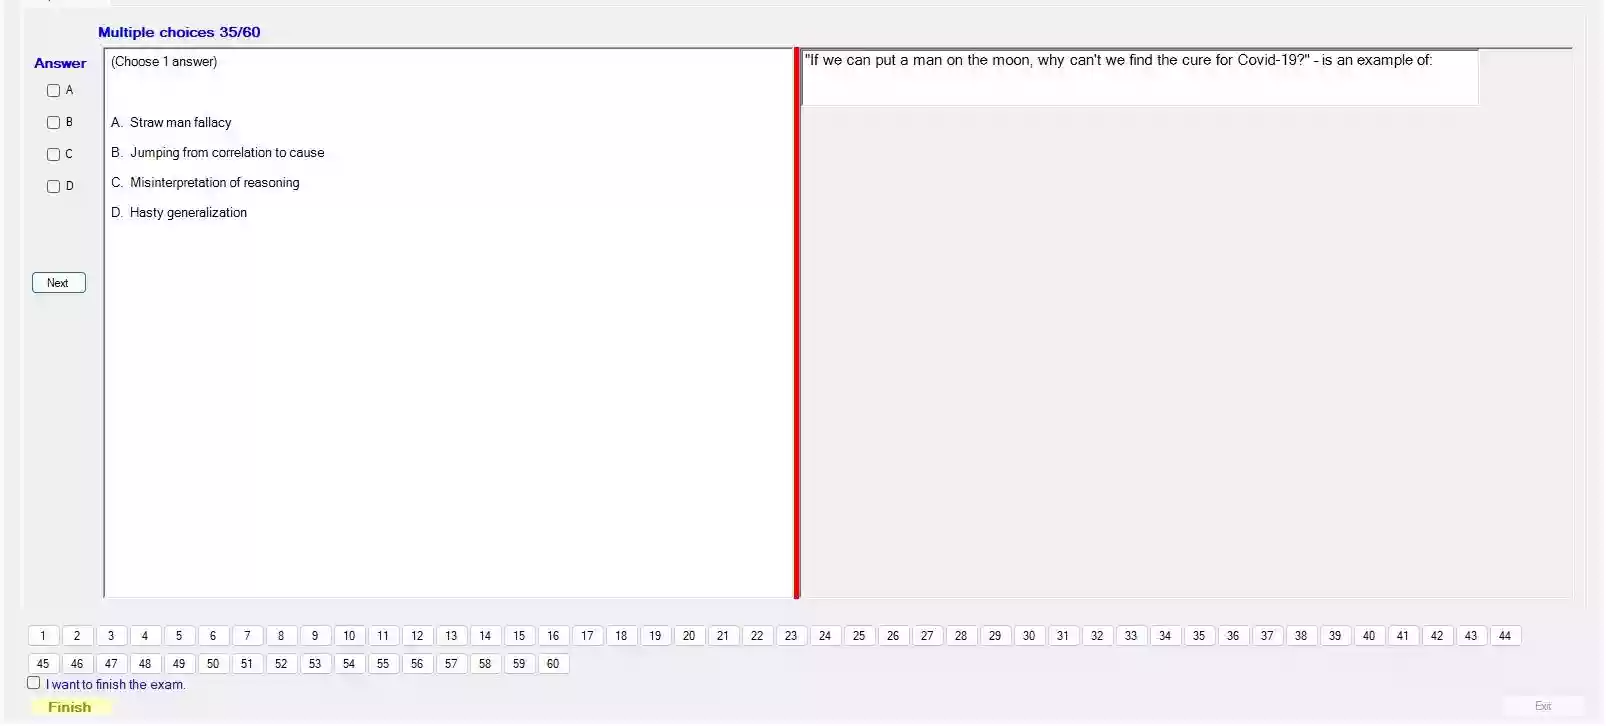 Multiple choices 35/60
Answer
(Choose 1 answer)
"If we can put a man on the moon, why can't we find the cure for Covid-19?" - is an example of:
A
B
C
D
A. Straw man fallacy
B. Jumping from correlation to cause
C. Misinterpretation of reasoning
D. Hasty generalization
Next
1 2 3 4 5 6 7 8 9 10 11 12 13 14 15 16 17 18 19 20 21 22 23 24 25 26 27 28 29 30 31 32 33 34 35 36 37 38 39 40 41 42 43 44
45 46 47 48 49 50 51 52 53 54 55 56 57 58 59 60
I want to finish the exam.
Finish
Exit